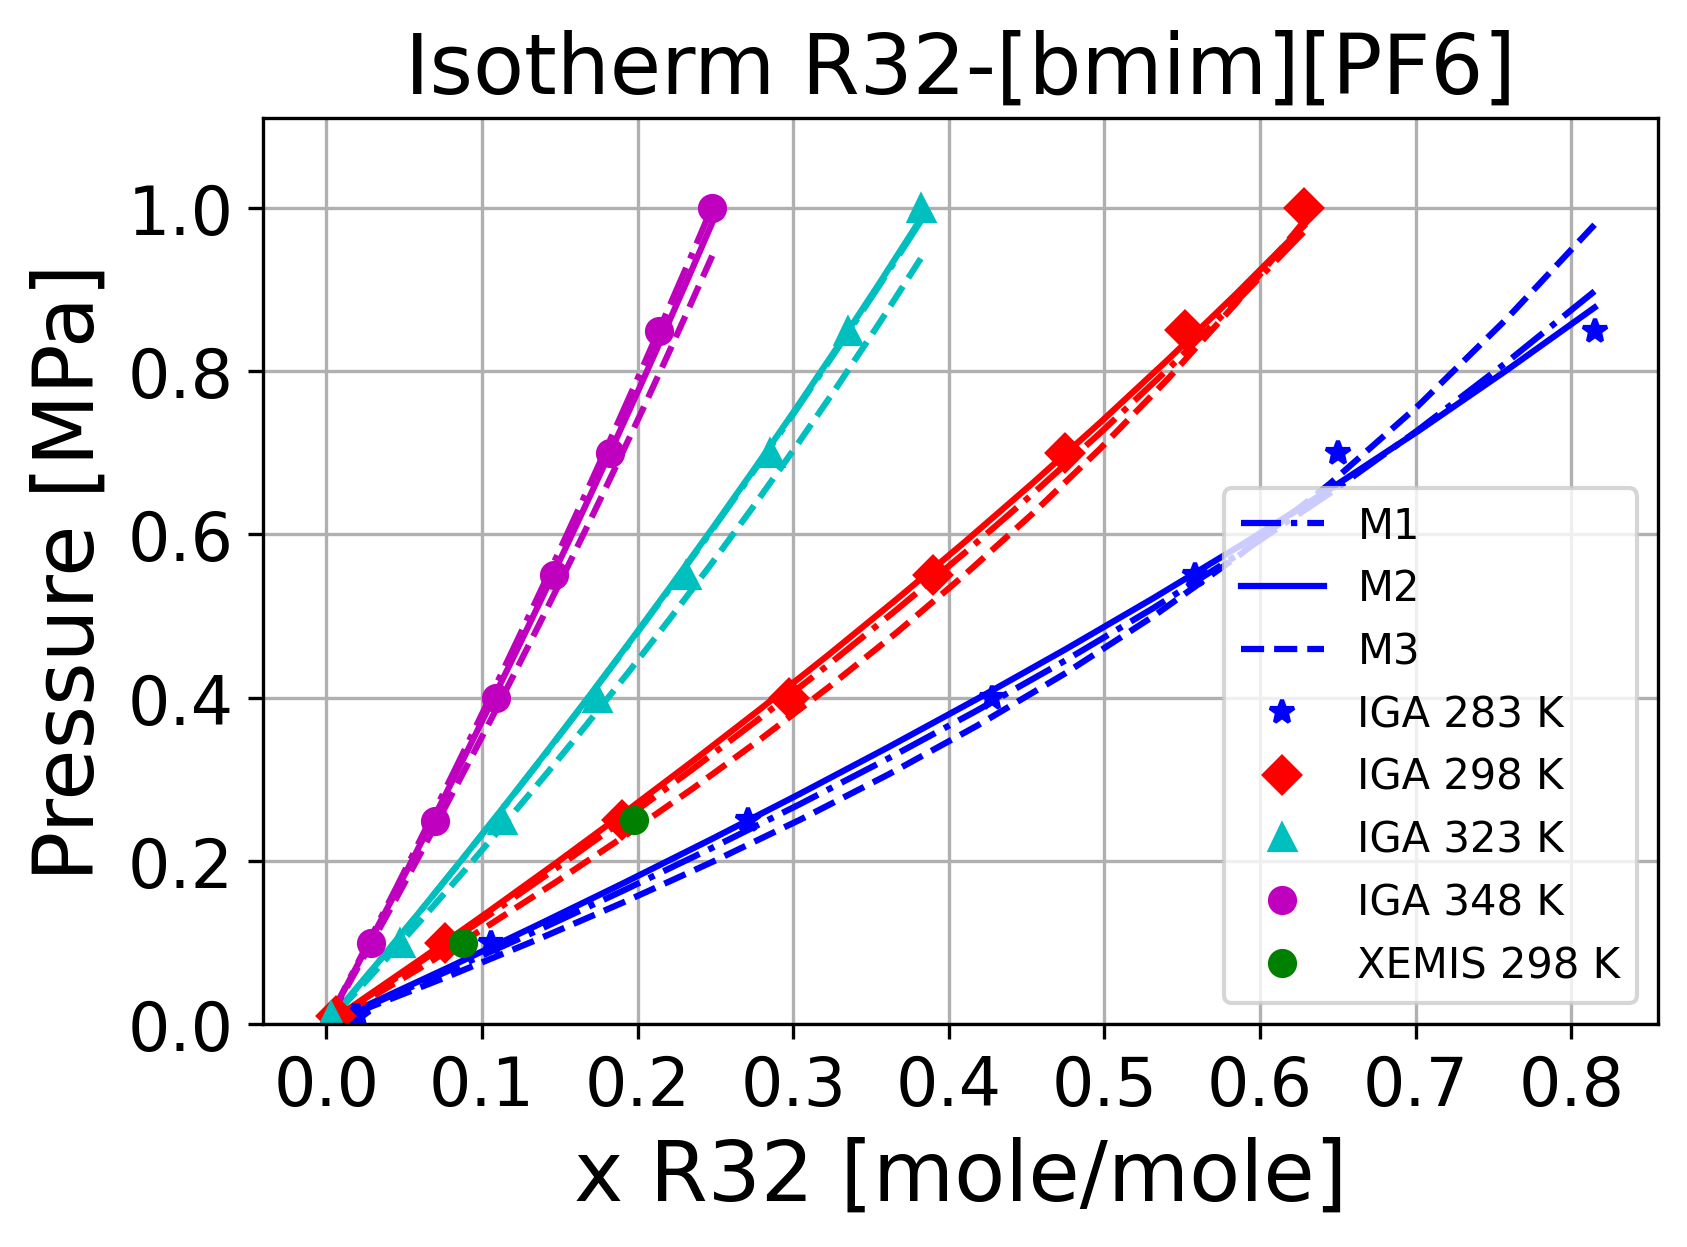 Isotherm R32-[bmim][PF6]
Pressure [MPa]
1.0
0.8
0.6
0.4
0.2
0.0
0.0 0.1 0.2 0.3 0.4 0.5 0.6 0.7 0.8
x R32 [mole/mole]
M1
M2
M3
IGA 283 K
IGA 298 K
IGA 323 K
IGA 348 K
XEMIS 298 K